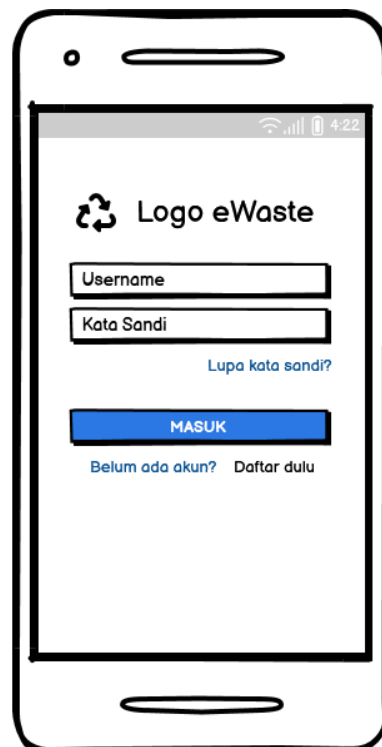 4:22
Logo eWaste
Username
Kata Sandi
Lupa kata sandi?
MASUK
Belum ada akun? Daftar dulu